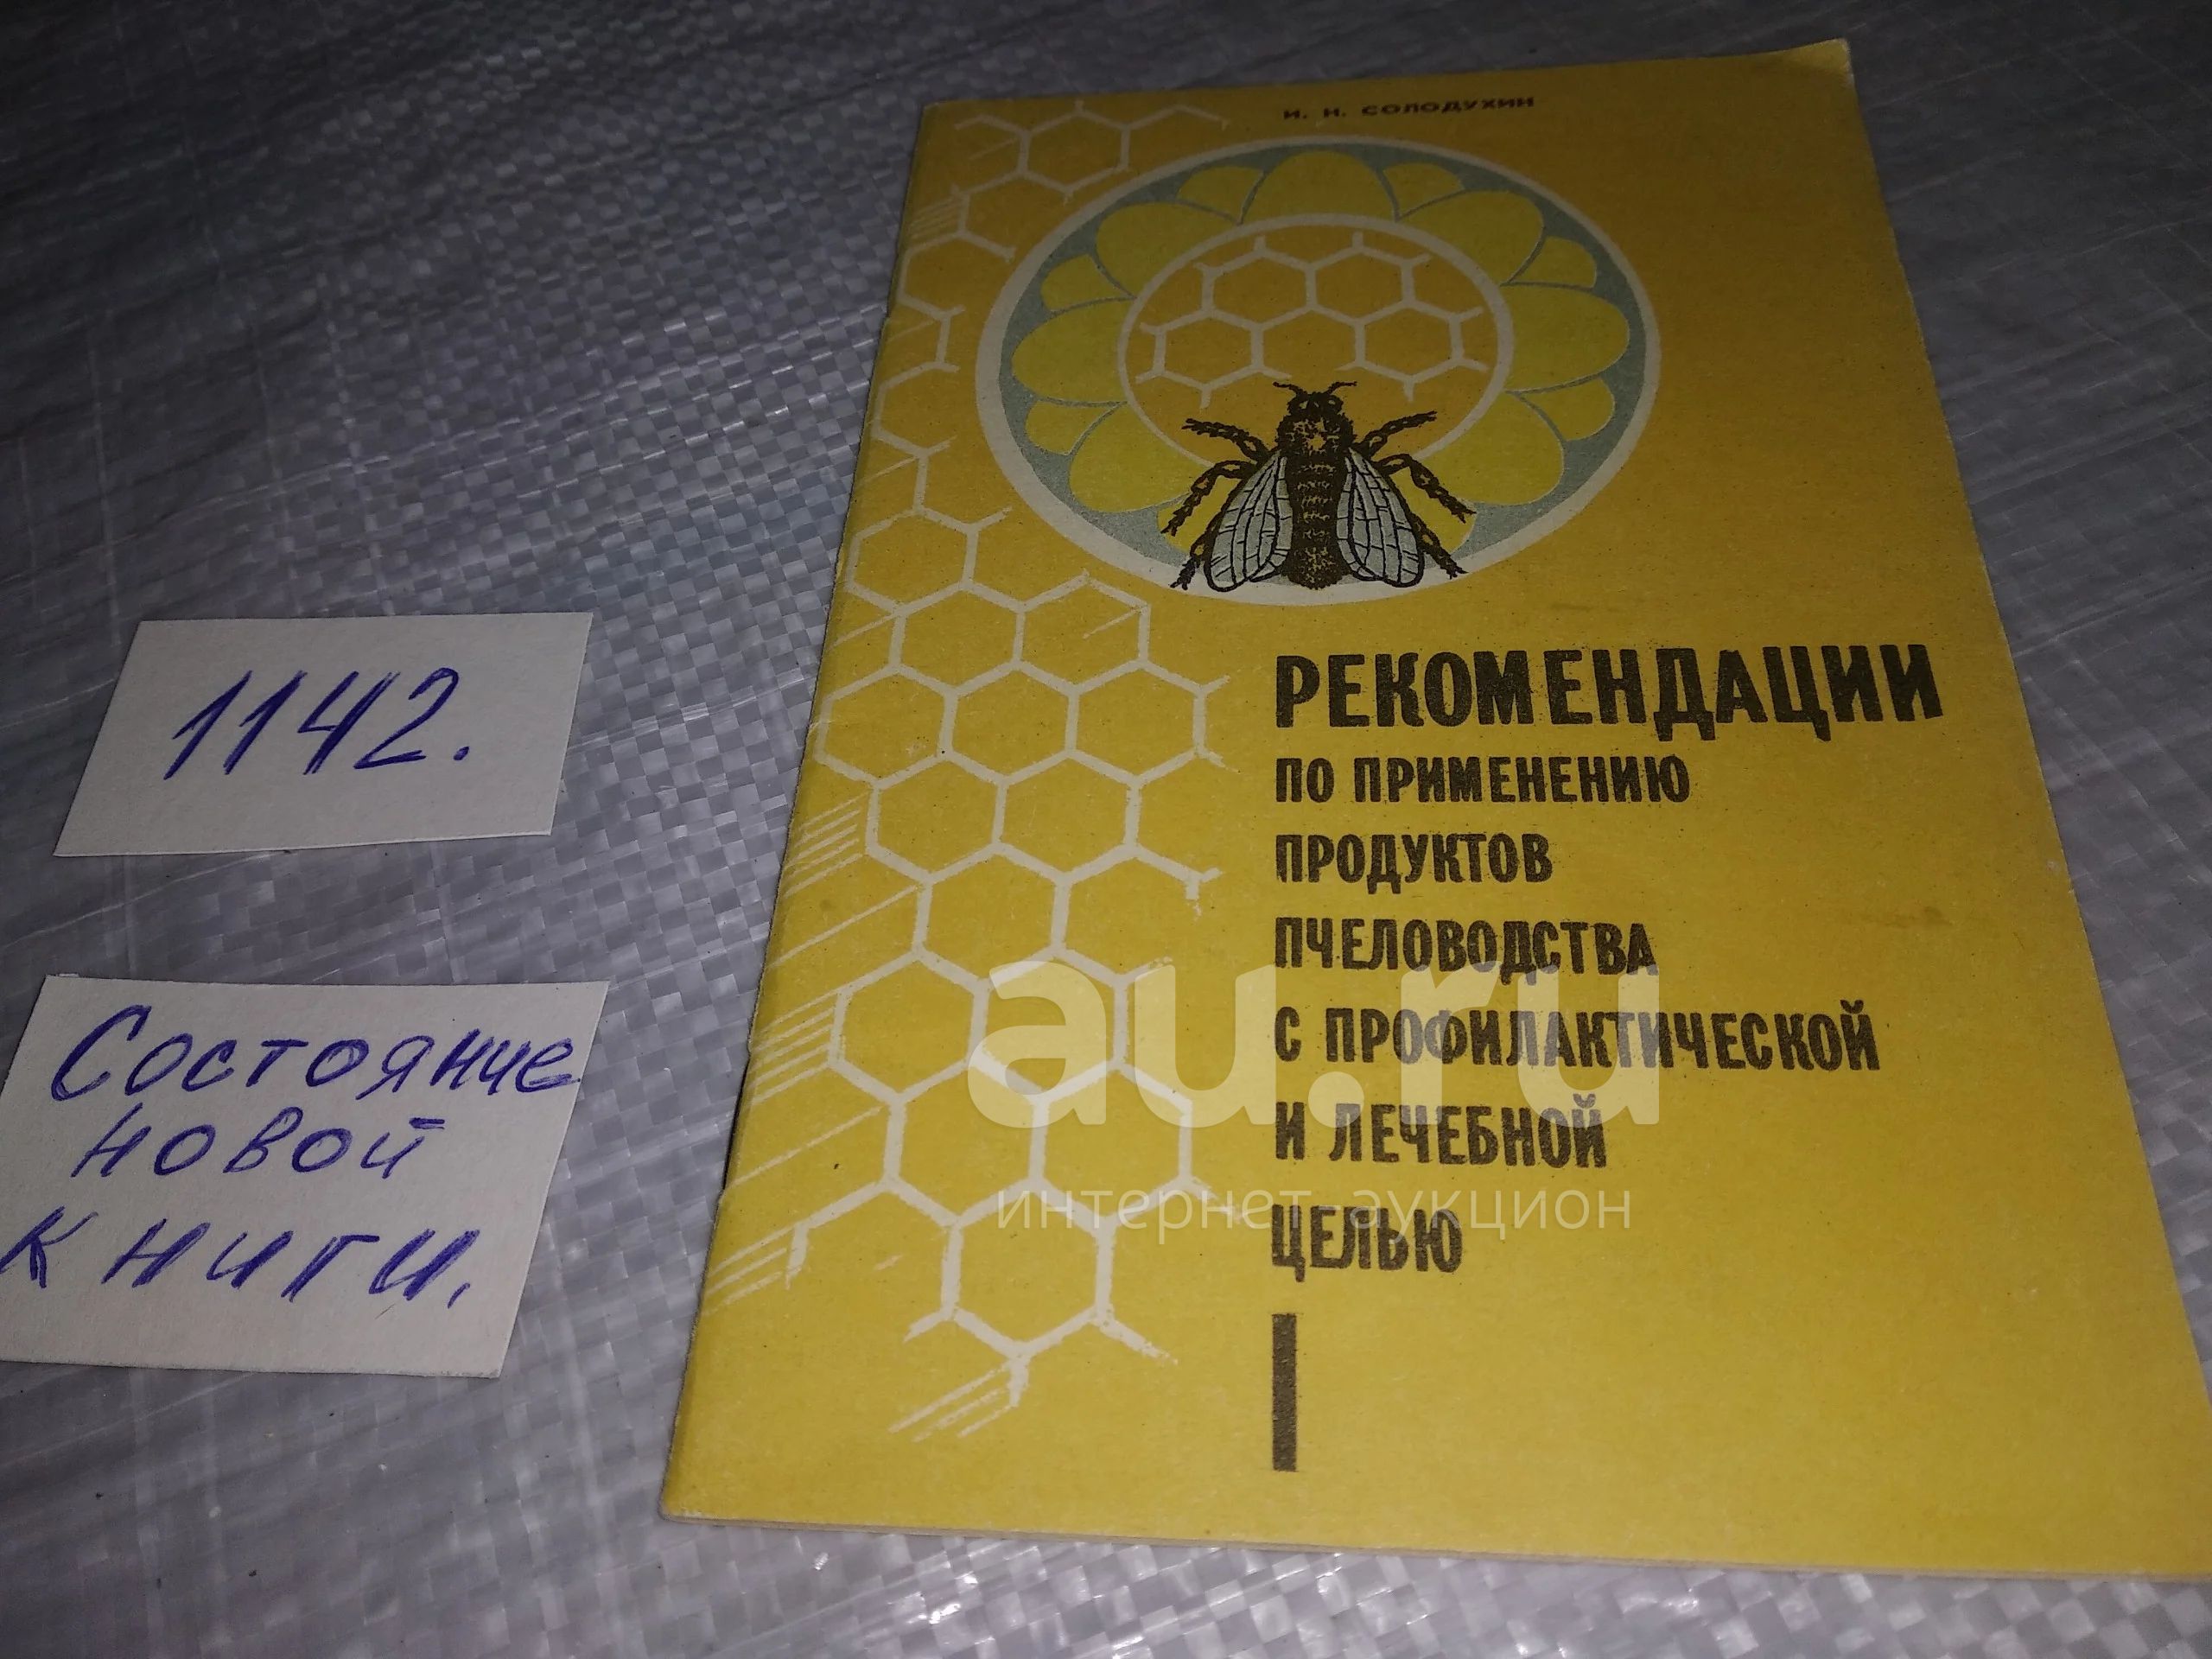 И. Н. СОЛОДУХИН
РЕКОМЕНДАЦИИ
ПО ПРИМЕНЕНИЮ
ПРОДУКТОВ
ПЧЕЛОВОДСТВА
С ПРОФИЛАКТИЧЕСКОЙ
И ЛЕЧЕБНОЙ
ЦЕЛЬЮ
1142.
Состояние
новой
книги.
au.ru
интернет-аукцион